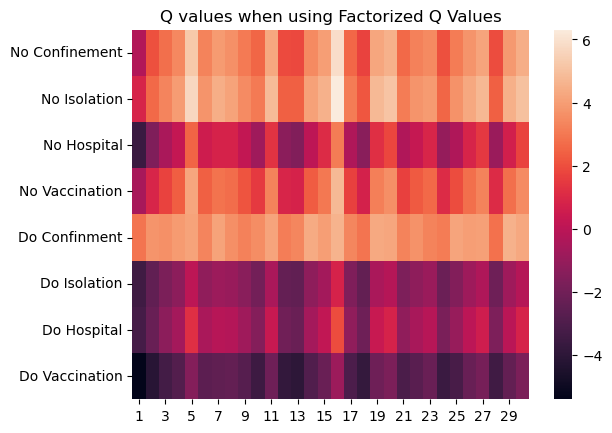 Q values when using Factorized Q Values
No Confinement
No Isolation
No Hospital
No Vaccination
Do Confinment
Do Isolation
Do Hospital
Do Vaccination
1 3 5 7 9 11 13 15 17 19 21 23 25 27 29
6
4
2
0
−2
−4